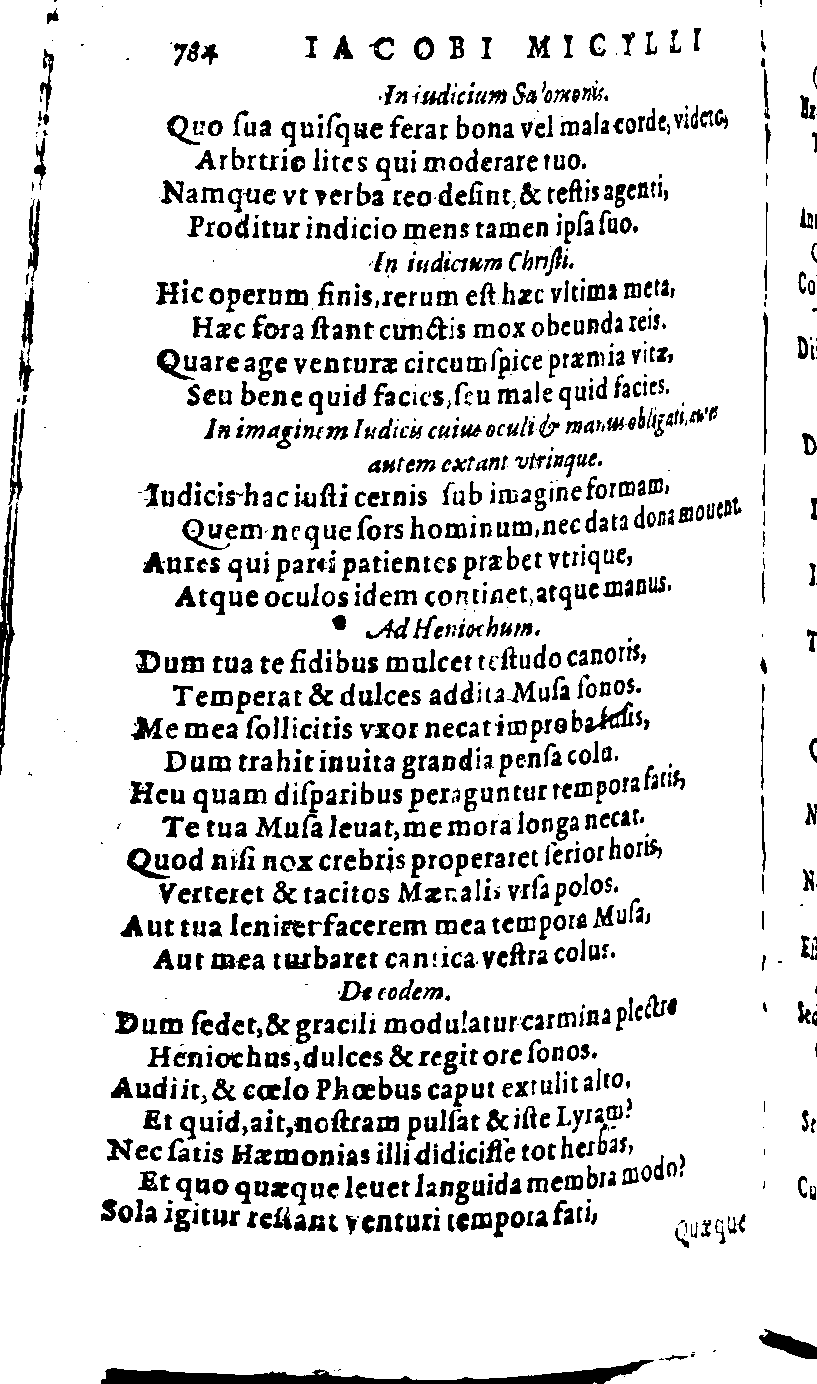 784 IACOBI MICYLLI
In iudicium Salomonis.
Quo ſua quiſque ferat bona vel mala corde, videto,
Arbitrio lites qui moderare tuo.
Namque vt verba reo deſint, & teſtis agenti,
Proditur indicio mens tamen ipſa ſuo.
In iudicium Chriſti.
Hic operum finis, rerum eſt hæc vltima meta,
Hæc fora ſtant cunctis mox obeunda reis.
Quare age venturæ circumſpice præmia vitæ,
Seu bene quid facies, ſeu male quid facies.
In imaginem Iudicis cuius oculi & manus obligati, aures
autem extant vtrinque.
Iudicis hac iuſti cernis ſub imagine formam,
Quem neque ſors hominum, nec data dona mouent.
Aures qui parti patientes præbet vtrique,
Atque oculos idem continet, atque manus.
Ad Heniochum.
Dum tua te fidibus mulcet teſtudo canoris,
Temperat & dulces addita Muſa ſonos.
Me mea ſollicitis vxor necat improba fuſis,
Dum trahit inuita grandia penſa colu.
Heu quam diſparibus peraguntur tempora fatis,
Te tua Muſa leuat, me mora longa necat.
Quod niſi nox crebris properaret ſerior horis,
Verteret & tacitos Mænalis vrſa polos.
Aut tua leniter facerem mea tempora Muſa,
Aut mea turbaret cantica veſtra colus.
De eodem.
Dum ſedet, & gracili modulatur carmina plectro
Heniochus, dulces & regit ore ſonos.
Audiit, & cœlo Phœbus caput extulit alto.
Et quid, ait, noſtram pulſat & iſte Lyram?
Nec ſatis Hæmonias illi didiciſſe tot herbas,
Et quo quæque leuet languida membra modo?
Sola igitur reſtant venturi tempora fati,
Quæque